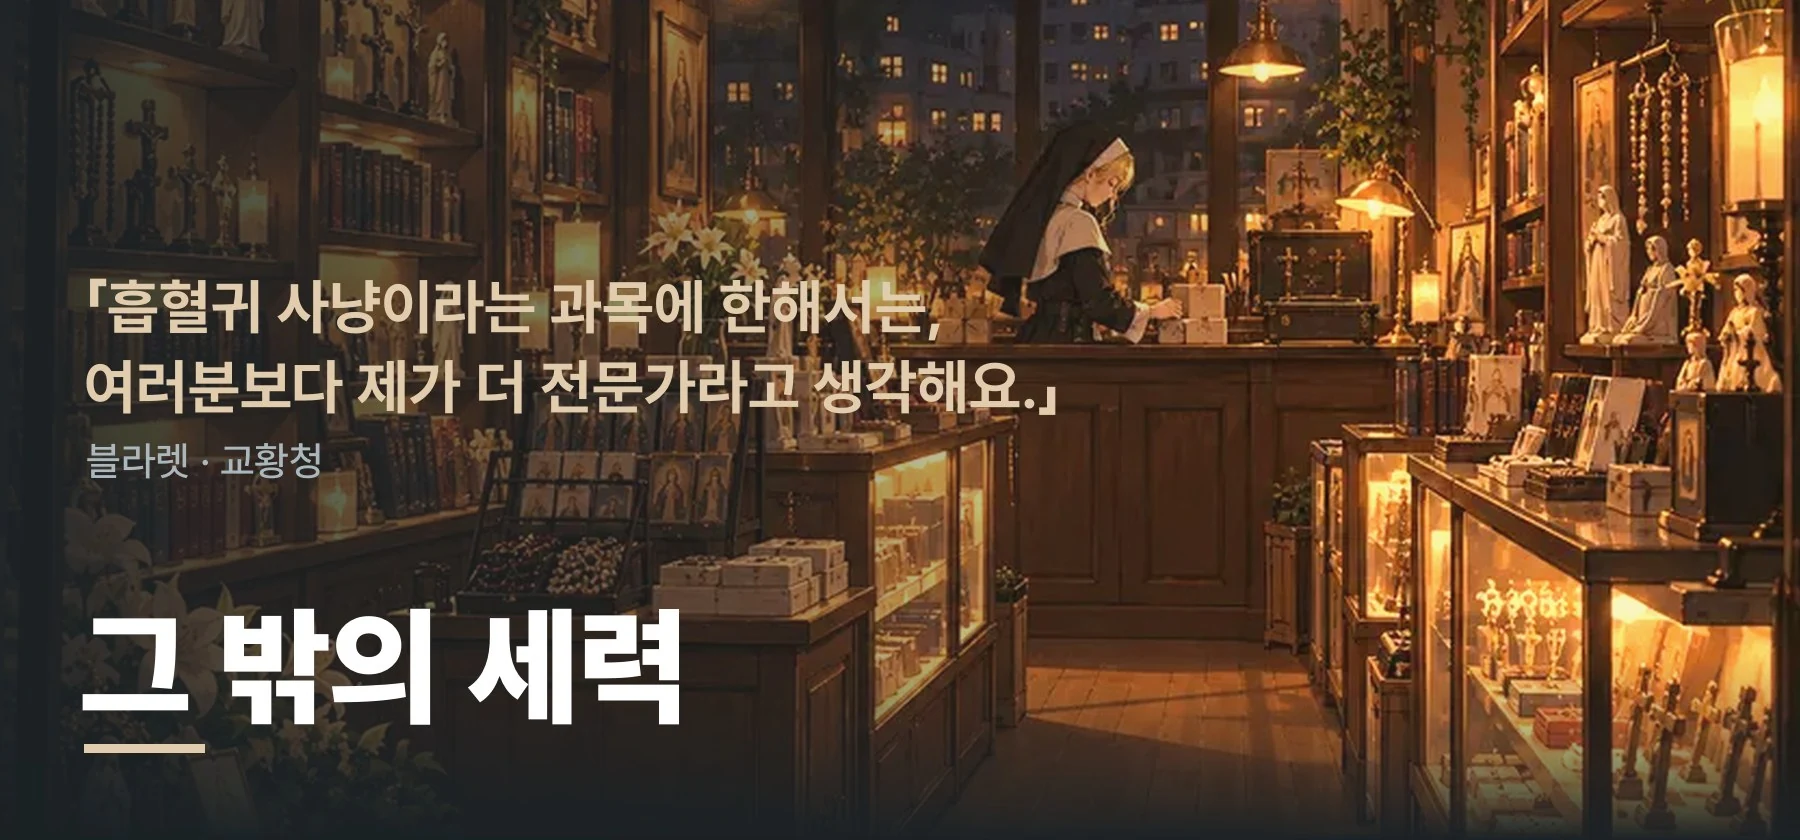 「흡혈귀 사냥이라는 과목에 한해서는,
여러분보다 제가 더 전문가라고 생각해요.」
블라렛 · 교황청
그 밖의 세력